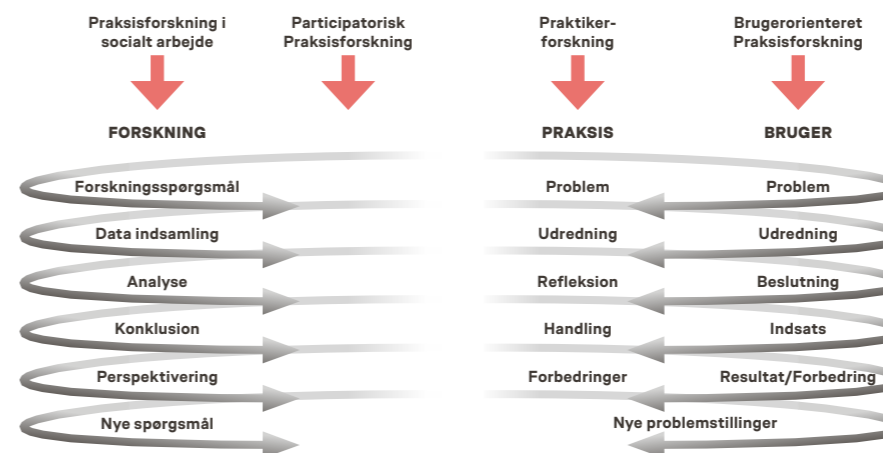 Praksisforskning i
socialt arbejde
Participatorisk
Praksisforskning
Praktiker-
forskning
Brugerorienteret
Praksisforskning
FORSKNING
PRAKSIS
BRUGER
Forskningsspørgsmål
Problem
Problem
Data indsamling
Udredning
Udredning
Analyse
Refleksion
Beslutning
Konklusion
Handling
Indsats
Perspektivering
Forbedringer
Resultat/Forbedring
Nye spørgsmål
Nye problemstillinger